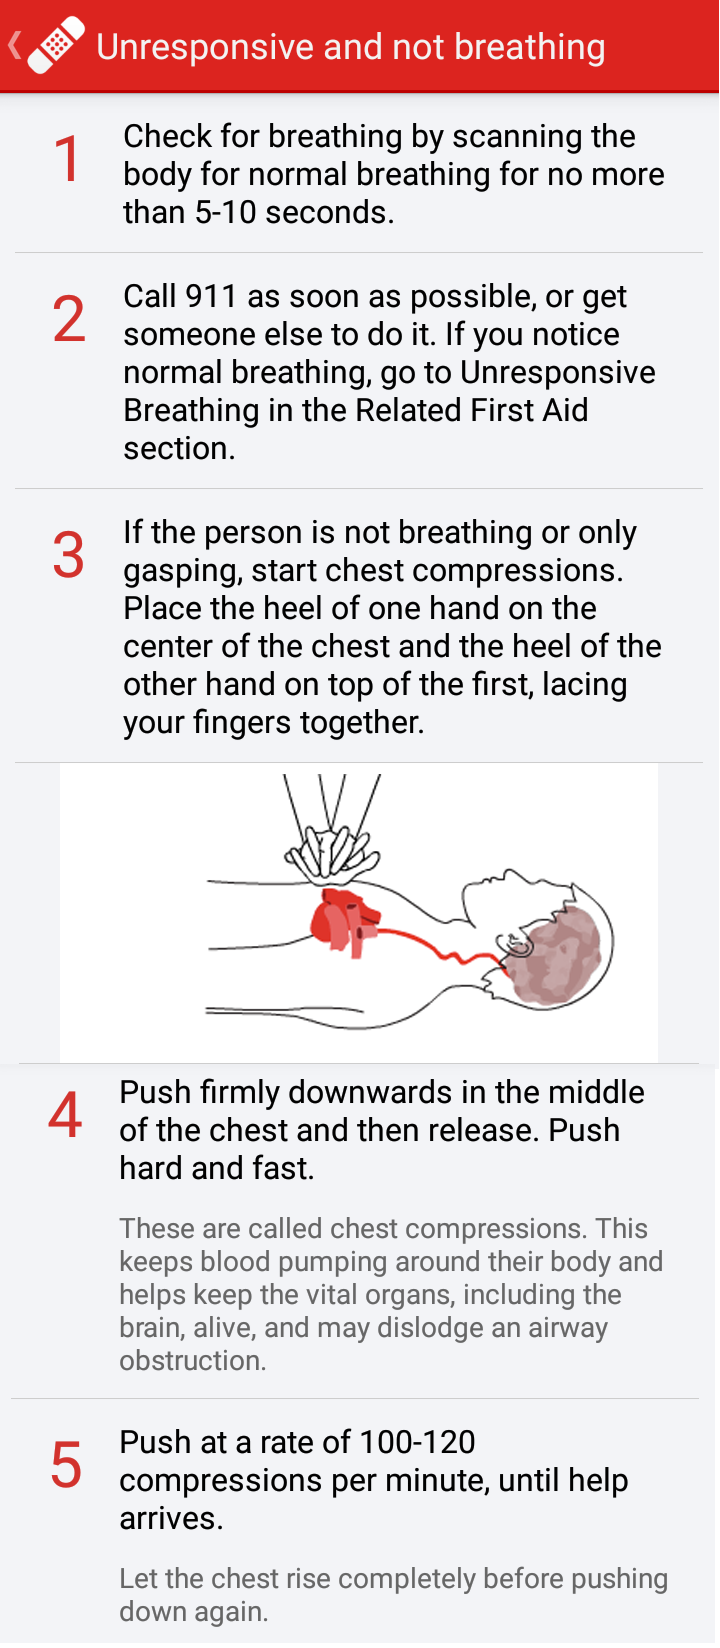 Unresponsive and not breathing
1
Check for breathing by scanning the
body for normal breathing for no more
than 5-10 seconds.
2
Call 911 as soon as possible, or get
someone else to do it. If you notice
normal breathing, go to Unresponsive
Breathing in the Related First Aid
section.
3
If the person is not breathing or only
gasping, start chest compressions.
Place the heel of one hand on the
center of the chest and the heel of the
other hand on top of the first, lacing
your fingers together.
4
Push firmly downwards in the middle
of the chest and then release. Push
hard and fast.
These are called chest compressions. This
keeps blood pumping around their body and
helps keep the vital organs, including the
brain, alive, and may dislodge an airway
obstruction.
5
Push at a rate of 100-120
compressions per minute, until help
arrives.
Let the chest rise completely before pushing
down again.